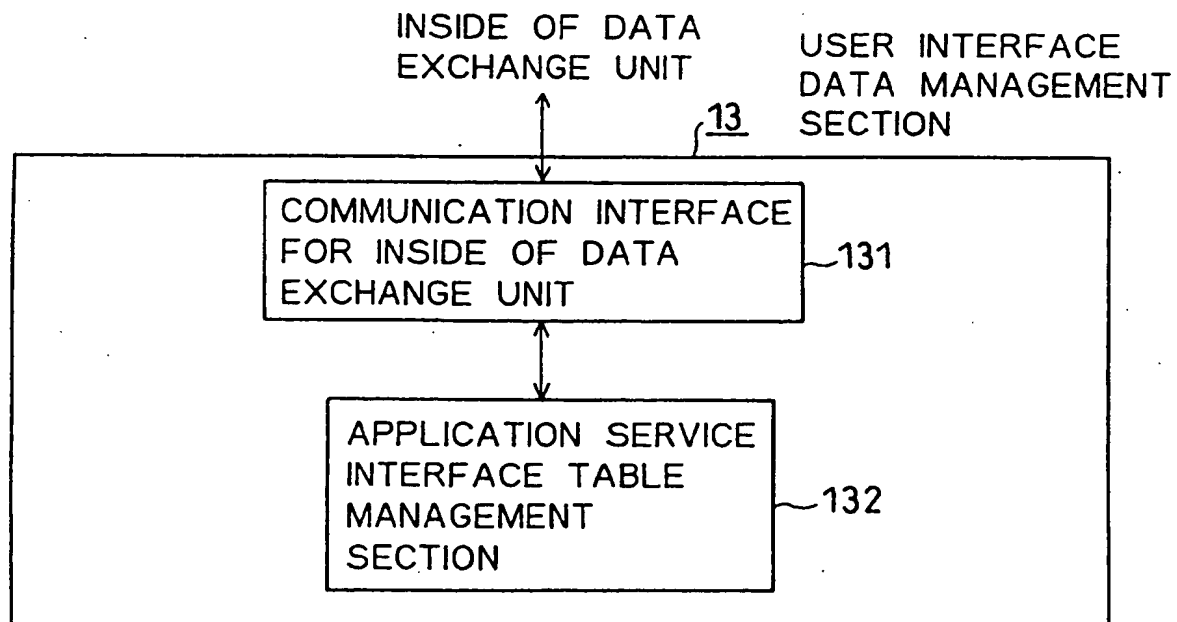 INSIDE OF DATA
EXCHANGE UNIT
USER INTERFACE
DATA MANAGEMENT
SECTION
13
COMMUNICATION INTERFACE
FOR INSIDE OF DATA
EXCHANGE UNIT
131
APPLICATION SERVICE
INTERFACE TABLE
MANAGEMENT
SECTION
132